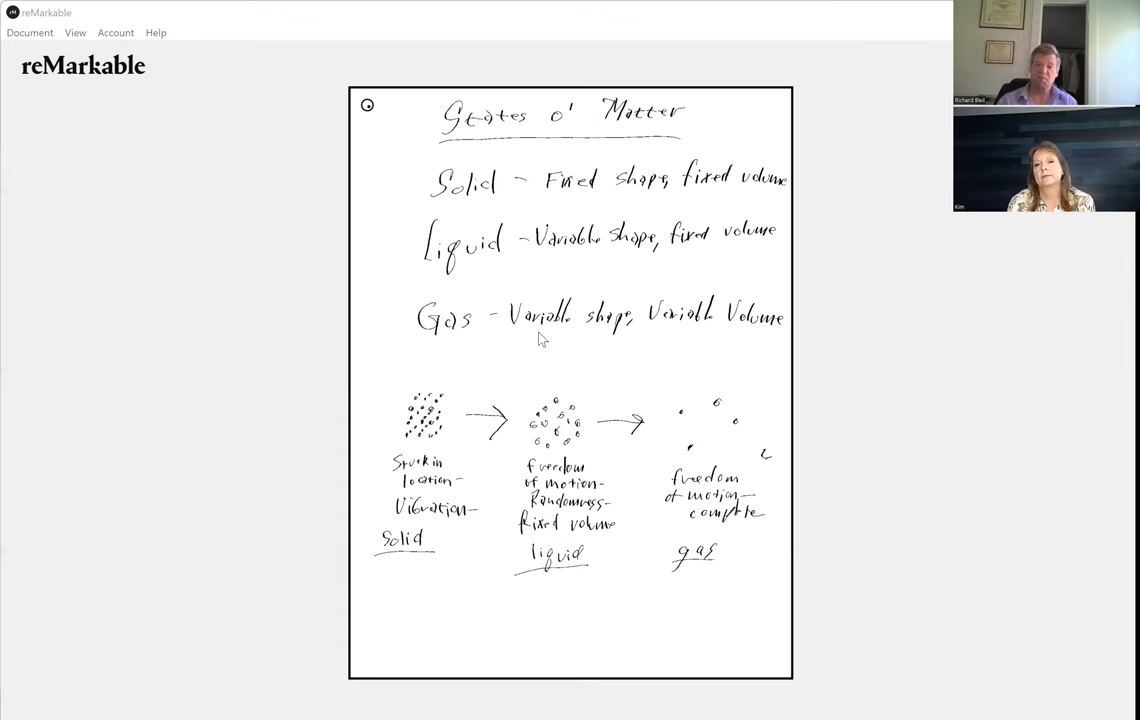 reMarkable
Document View Account Help
reMarkable
States o' Matter
Solid - Fixed shape, fixed volume
Liquid - Variable shape, fixed volume
Gas - Variable shape, Variable Volume
Stuck in
location-
Vibration-
Solid
freedom
of motion-
Randomness-
fixed volume
liquid
freedom
of motion-
complete
gas
Richard Bleil
Kim